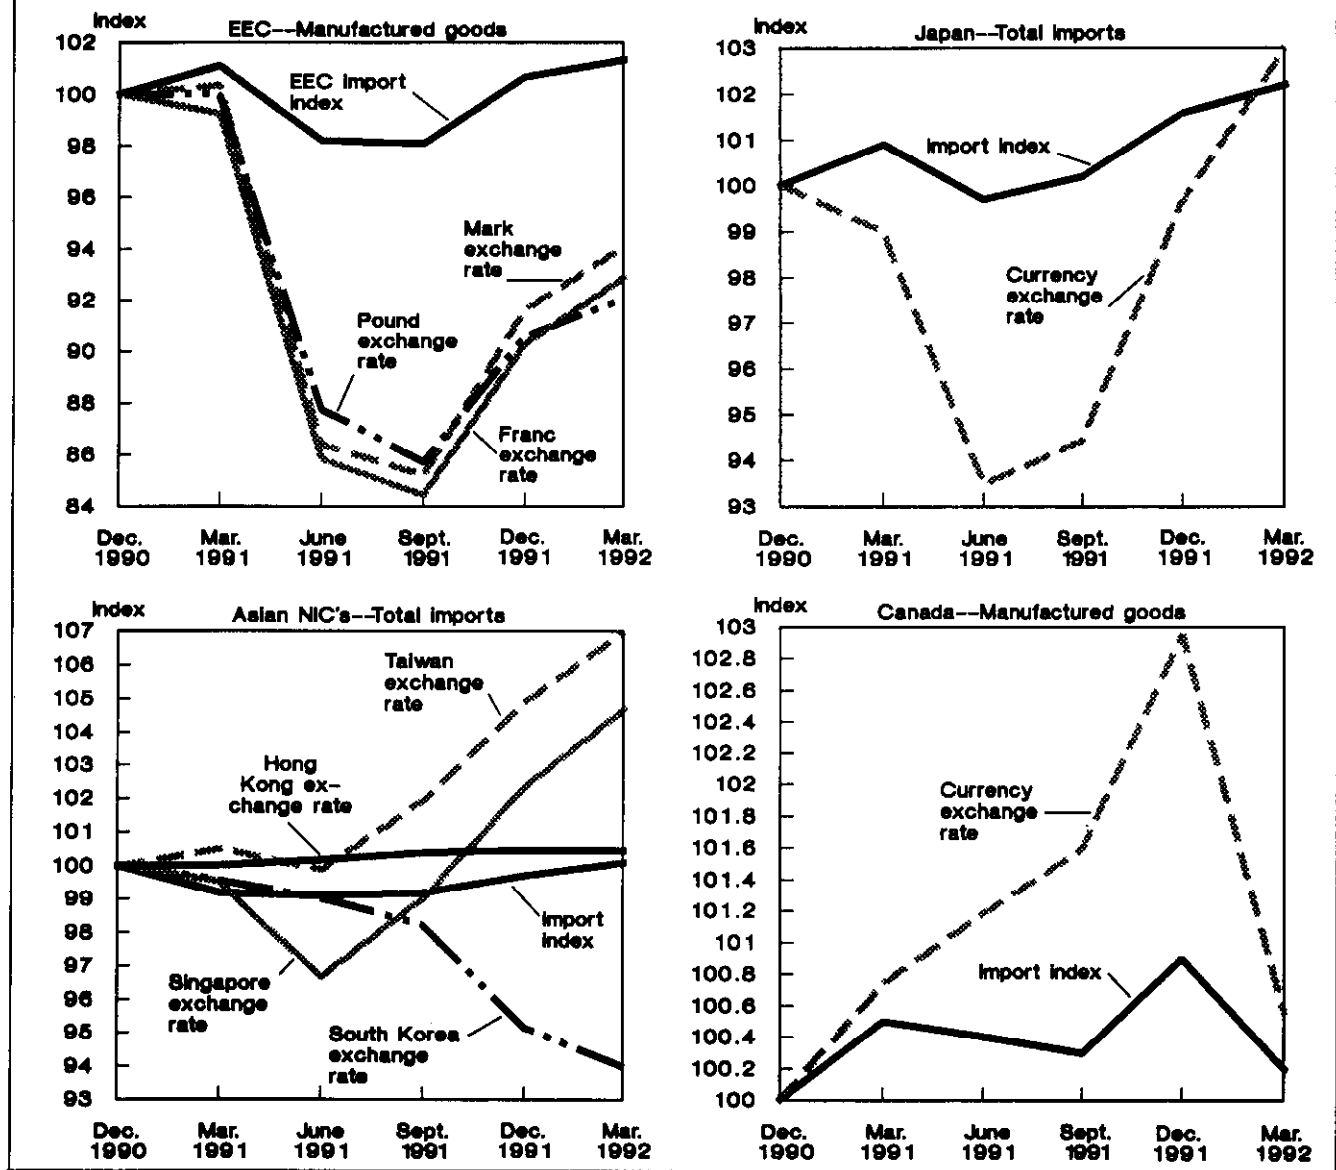 Index
EEC--Manufactured goods
102
100
98
96
94
92
90
88
86
84
EEC import
index
Mark
exchange
rate
Pound
exchange
rate
Franc
exchange
rate
Dec.
1990
Mar.
1991
June
1991
Sept.
1991
Dec.
1991
Mar.
1992
Index
Japan--Total imports
103
102
101
100
99
98
97
96
95
94
93
Import index
Currency
exchange
rate
Dec.
1990
Mar.
1991
June
1991
Sept.
1991
Dec.
1991
Mar.
1992
Index
Asian NIC's--Total imports
107
106
105
104
103
102
101
100
99
98
97
96
95
94
93
Taiwan
exchange
rate
Hong
Kong ex-
change rate
Import
index
Singapore
exchange
rate
South Korea
exchange
rate
Dec.
1990
Mar.
1991
June
1991
Sept.
1991
Dec.
1991
Mar.
1992
Index
Canada--Manufactured goods
103
102.8
102.6
102.4
102.2
102
101.8
101.6
101.4
101.2
101
100.8
100.6
100.4
100.2
100
Currency
exchange
rate
Import index
Dec.
1990
Mar.
1991
June
1991
Sept.
1991
Dec.
1991
Mar.
1992